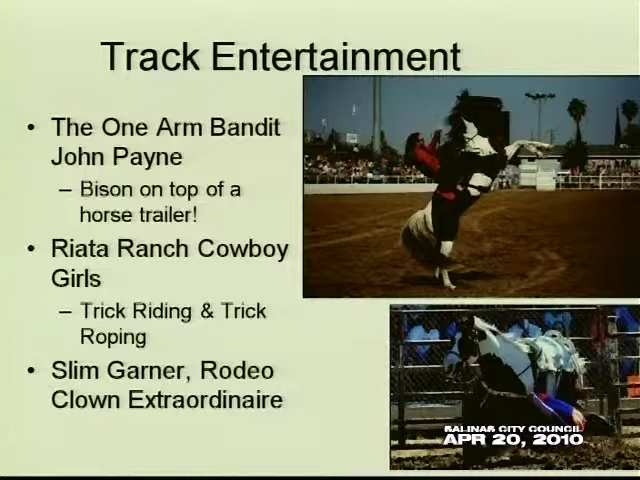 Track Entertainment
• The One Arm Bandit
John Payne
– Bison on top of a
horse trailer!
• Riata Ranch Cowboy
Girls
– Trick Riding & Trick
Roping
• Slim Garner, Rodeo
Clown Extraordinaire
SALINAS CITY COUNCIL
APR 20, 2010